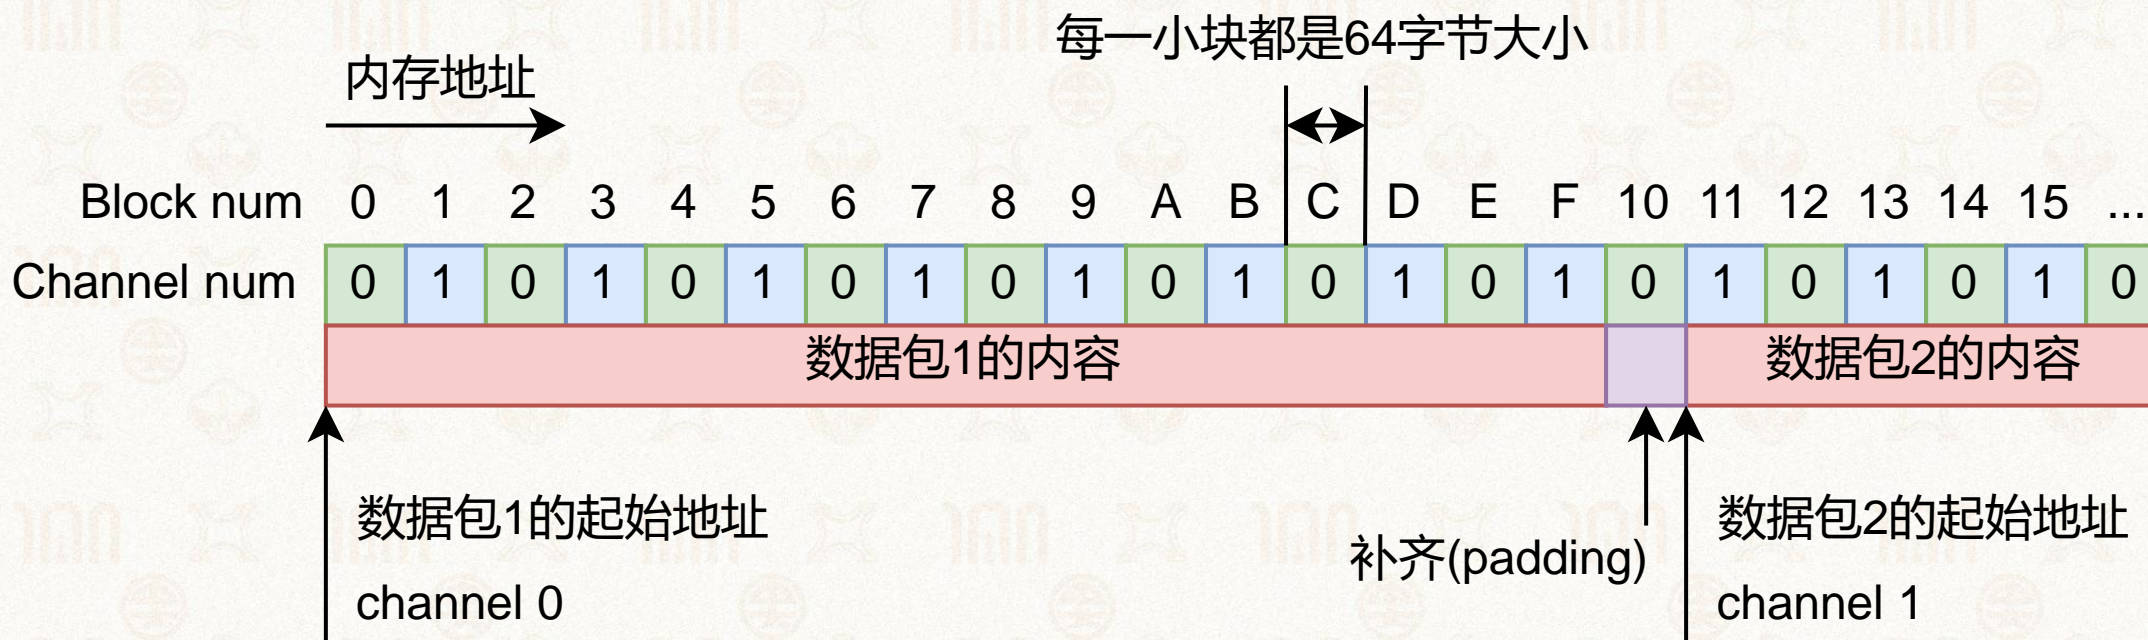 每一小块都是64字节大小
内存地址
Block num 0 1 2 3 4 5 6 7 8 9 A B C D E F 10 11 12 13 14 15 ...
Channel num 0 1 0 1 0 1 0 1 0 1 0 1 0 1 0 1 0 1 0 1 0 1 0
数据包1的内容 数据包2的内容
数据包1的起始地址 数据包2的起始地址
补齐(padding)
channel 0 channel 1